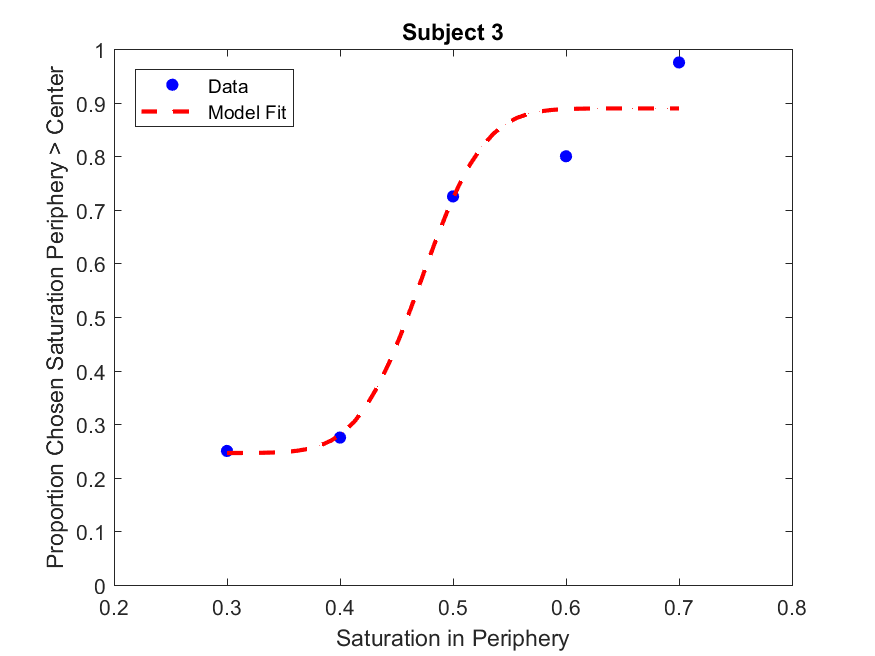 Subject 3
Data
Model Fit
Proportion Chosen Saturation Periphery > Center
1
0.9
0.8
0.7
0.6
0.5
0.4
0.3
0.2
0.1
0
0.2 0.3 0.4 0.5 0.6 0.7 0.8
Saturation in Periphery